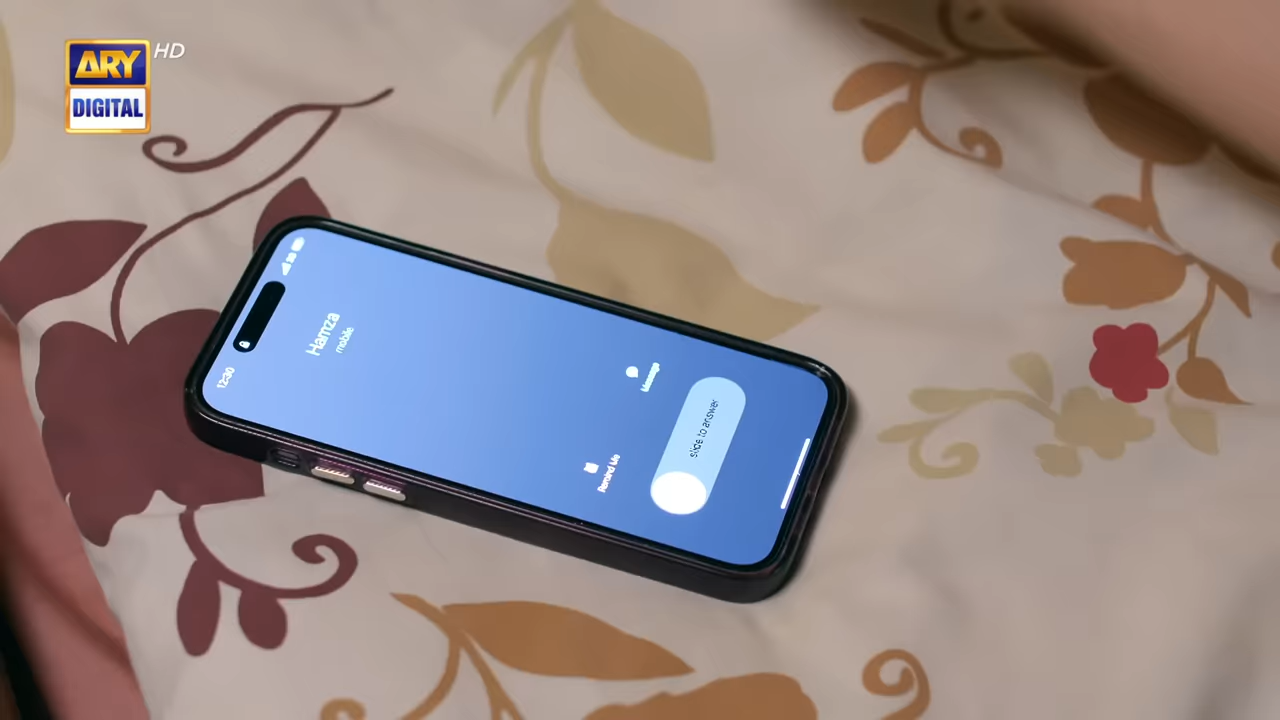 ARY
HD
DIGITAL
12:30
Hamza
mobile
Message
Remind Me
slide to answer